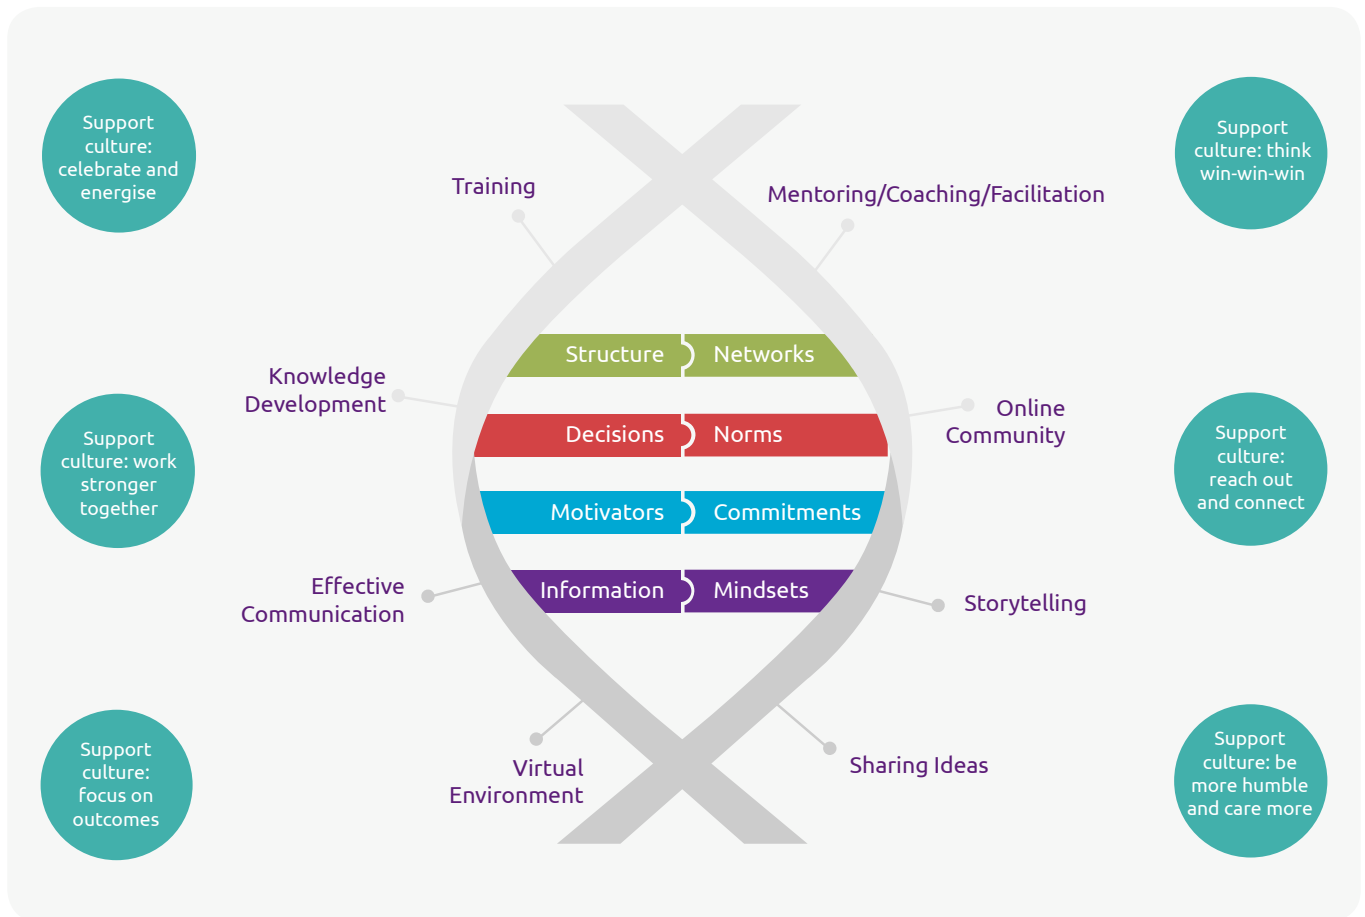 Support
culture:
celebrate and
energise
Support
culture: think
win-win-win
Training
Mentoring/Coaching/Facilitation
Structure
Networks
Knowledge
Development
Online
Community
Decisions
Norms
Support
culture: work
stronger
together
Support
culture:
reach out
and connect
Motivators
Commitments
Effective
Communication
Information
Mindsets
Storytelling
Support
culture:
focus on
outcomes
Virtual
Environment
Sharing Ideas
Support
culture: be
more humble
and care more